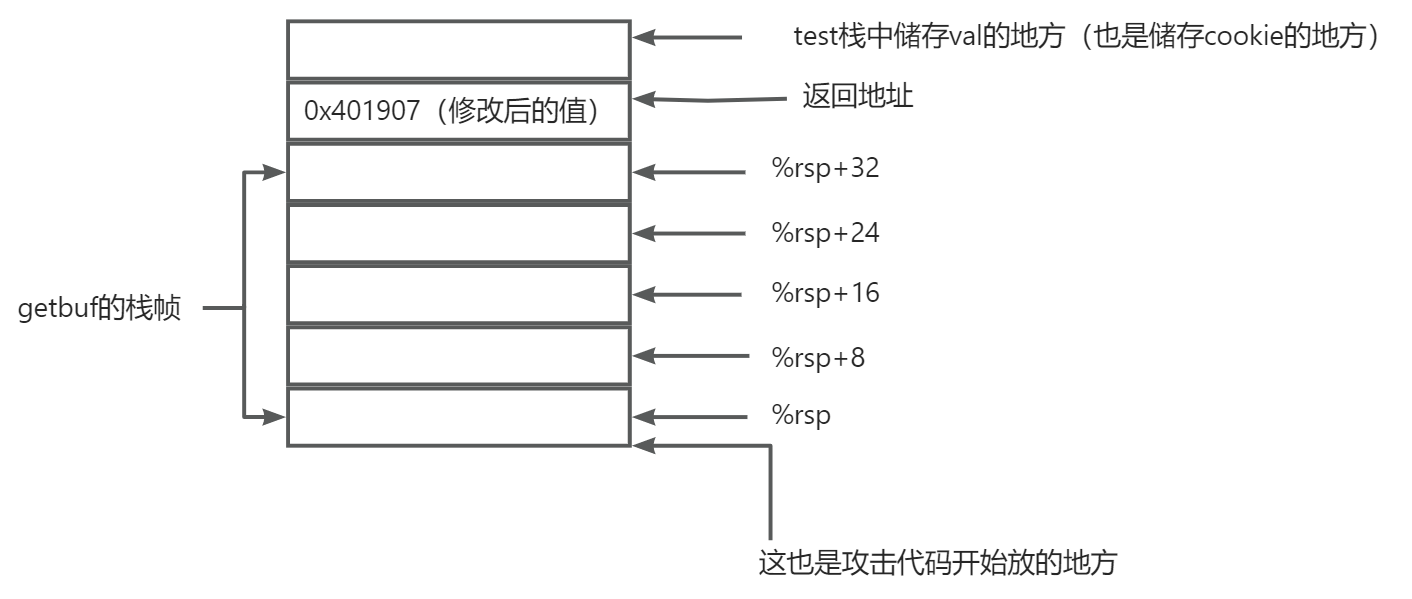 test栈中储存val的地方（也是储存cookie的地方）
0x401907（修改后的值）
返回地址
%rsp+32
%rsp+24
%rsp+16
getbuf的栈帧
%rsp+8
%rsp
这也是攻击代码开始放的地方